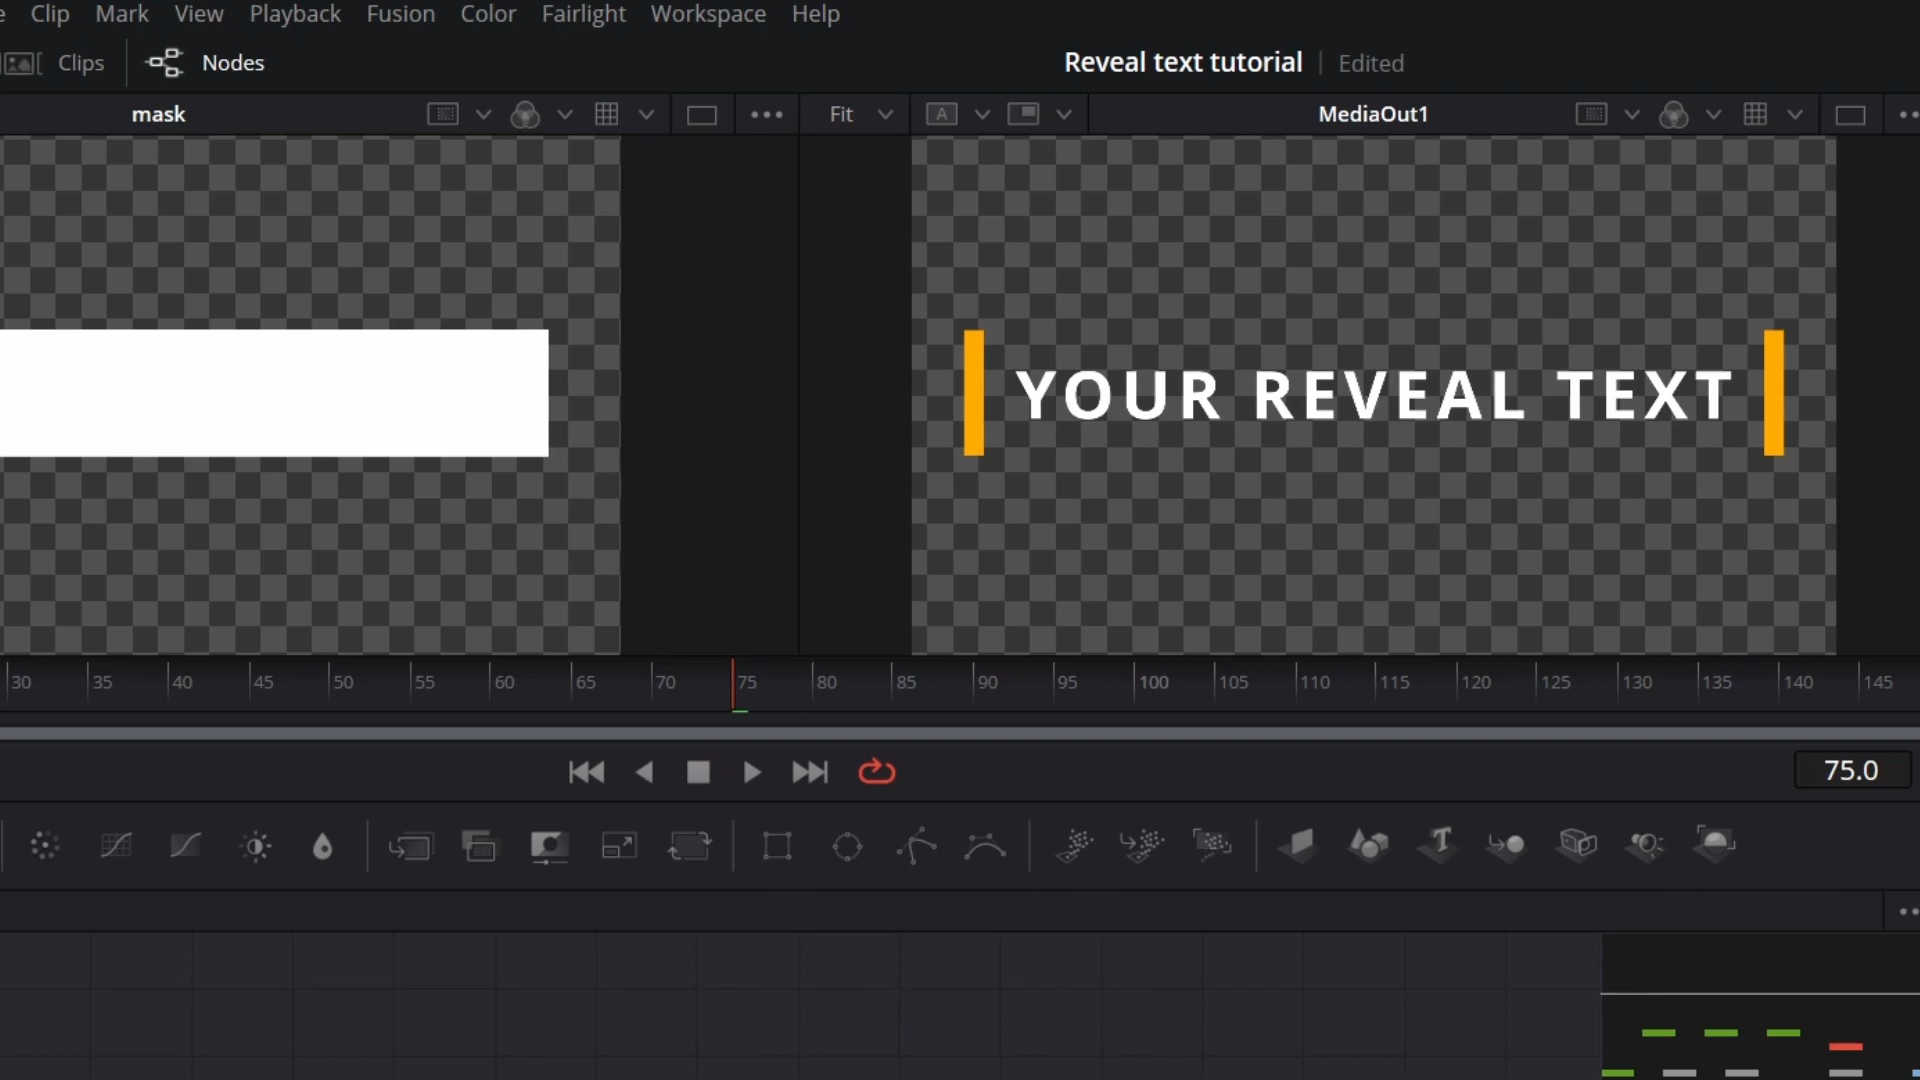 Clip Mark View Playback Fusion Color Fairlight Workspace Help
Clips Nodes Reveal text tutorial Edited
mask Fit A MediaOut1
YOUR REVEAL TEXT
30 35 40 45 50 55 60 65 70 75 80 85 90 95 100 105 110 115 120 125 130 135 140 145
75.0
T